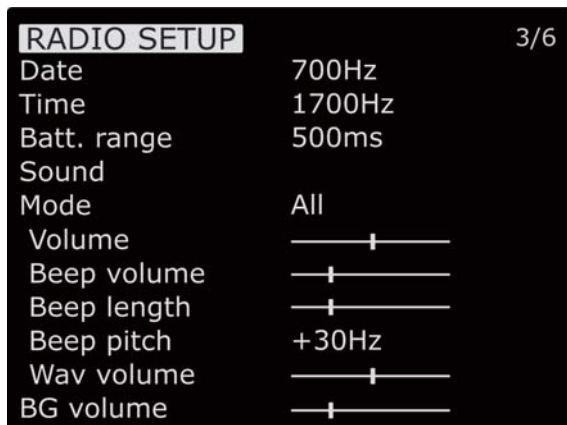 RADIO SETUP 3/6
Date 700Hz
Time 1700Hz
Batt. range 500ms
Sound
Mode All
Volume
Beep volume
Beep length
Beep pitch +30Hz
Wav volume
BG volume